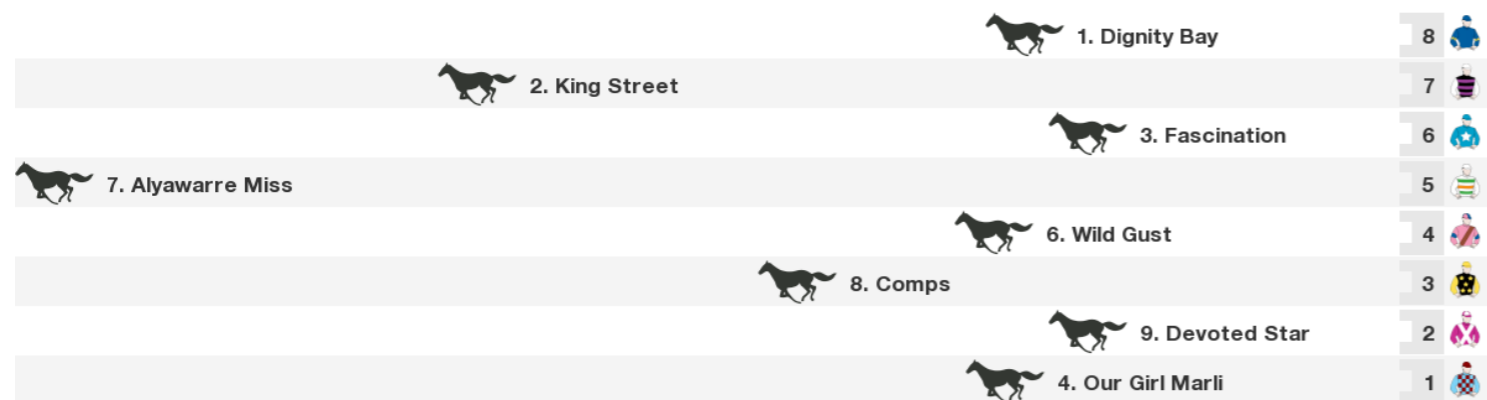 1. Dignity Bay 8
2. King Street 7
3. Fascination 6
7. Alyawarre Miss 5
6. Wild Gust 4
8. Comps 3
9. Devoted Star 2
4. Our Girl Marli 1